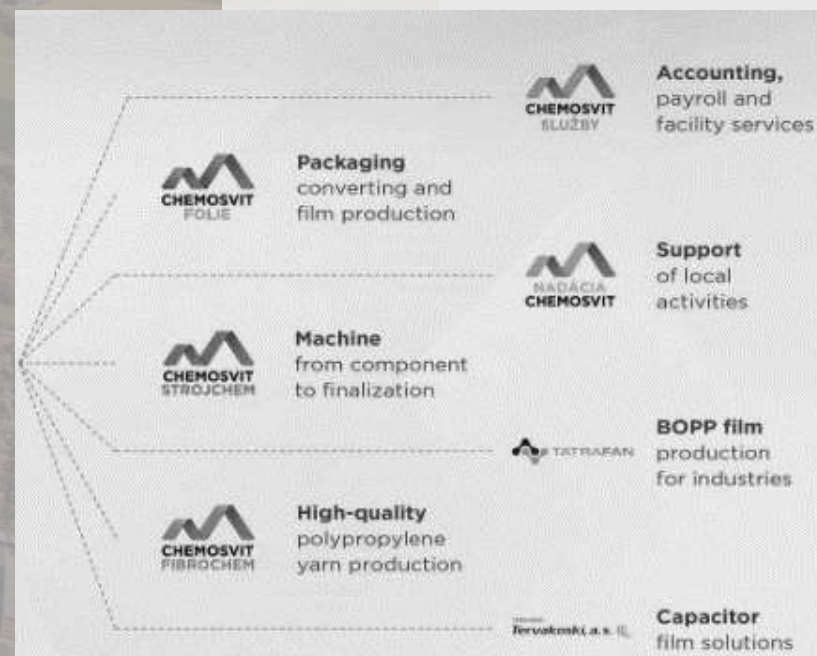 CHEMOSVIT
SLUŽBY
Accounting,
payroll and
facility services
CHEMOSVIT
FOLIE
Packaging
converting and
film production
NADÁCIA
CHEMOSVIT
Support
of local
activities
CHEMOSVIT
STROJCHEM
Machine
from component
to finalization
TATRAFAN
BOPP film
production
for industries
CHEMOSVIT
FIBROCHEM
High-quality
polypropylene
yarn production
Tervakoski, a.s.
Capacitor
film solutions